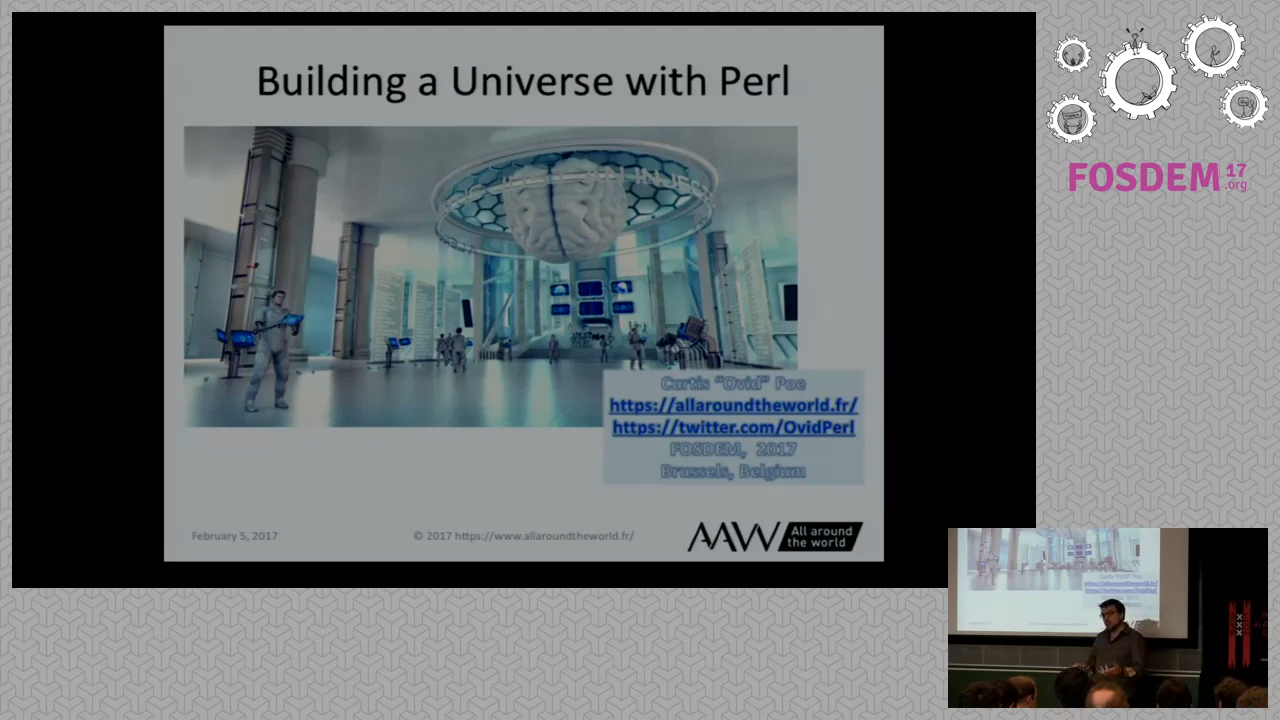 Building a Universe with Perl
Curtis "Ovid" Poe
https://allaroundtheworld.fr/
https://twitter.com/OvidPerl
FOSDEM, 2017
Brussels, Belgium
February 5, 2017
© 2017 https://www.allaroundtheworld.fr/
AAW All around
the world
FOSDEM 17
.org